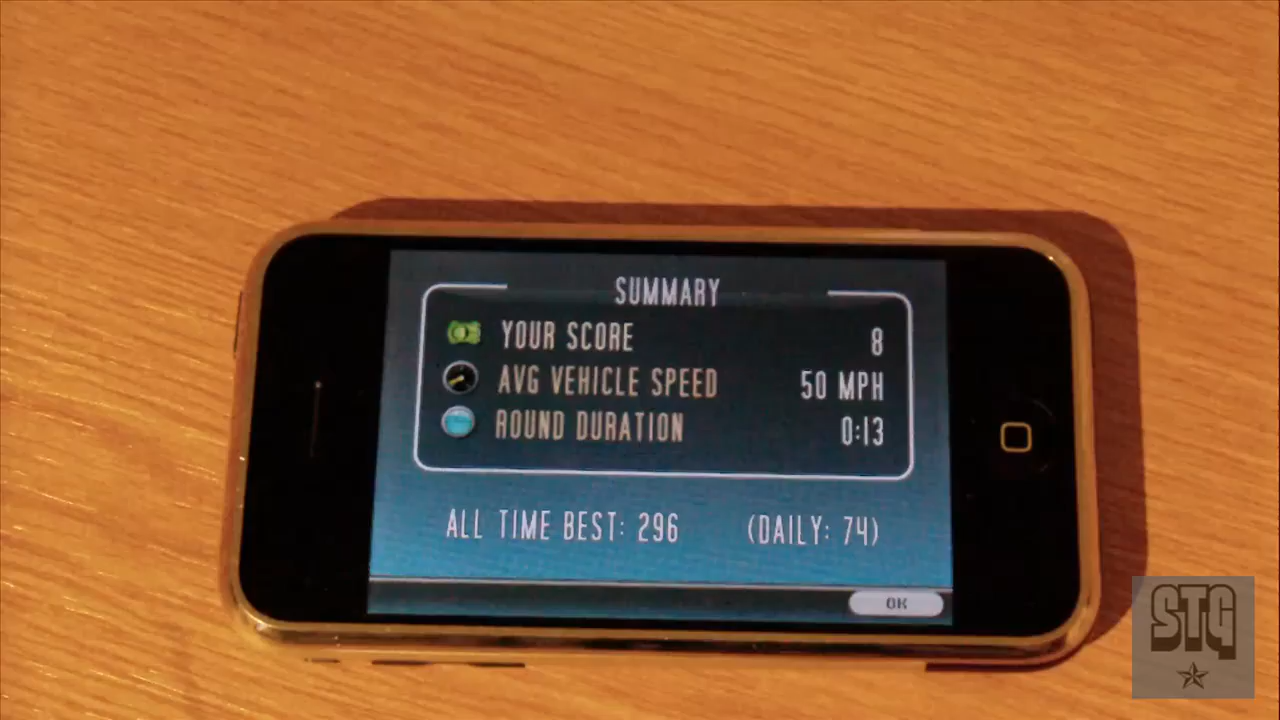 SUMMARY
YOUR SCORE 8
AVG VEHICLE SPEED 50 MPH
ROUND DURATION 0:13
ALL TIME BEST: 296 (DAILY: 74)
OK
STG